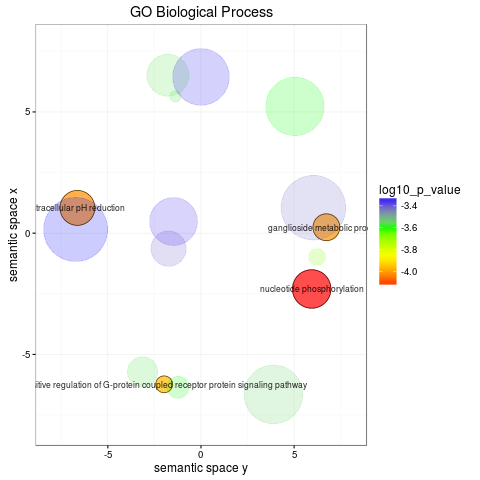 GO Biological Process
5
0
-5
semantic space x
tracellular pH reduction
ganglioside metabolic pro
nucleotide phosphorylation
itive regulation of G-protein coupled receptor protein signaling pathway
-5
0
5
semantic space y
log10_p_value
-3.4
-3.6
-3.8
-4.0